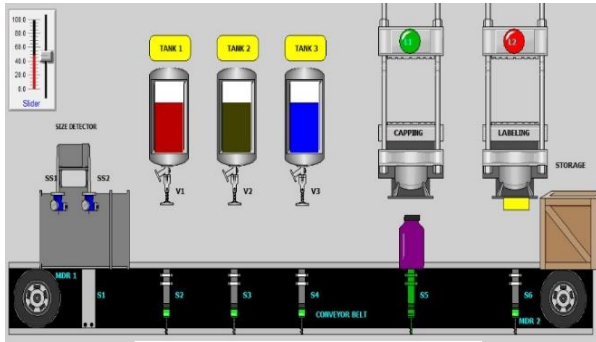 100.0
80.0
60.0
40.0
20.0
0.0
Slider
TANK 1
TANK 2
TANK 3
L1
L2
SIZE DETECTOR
CAPPING
LABELING
STORAGE
SS1
SS2
V1
V2
V3
MDR 1
S1
S2
S3
S4
S5
S6
CONVEYOR BELT
MDR 2